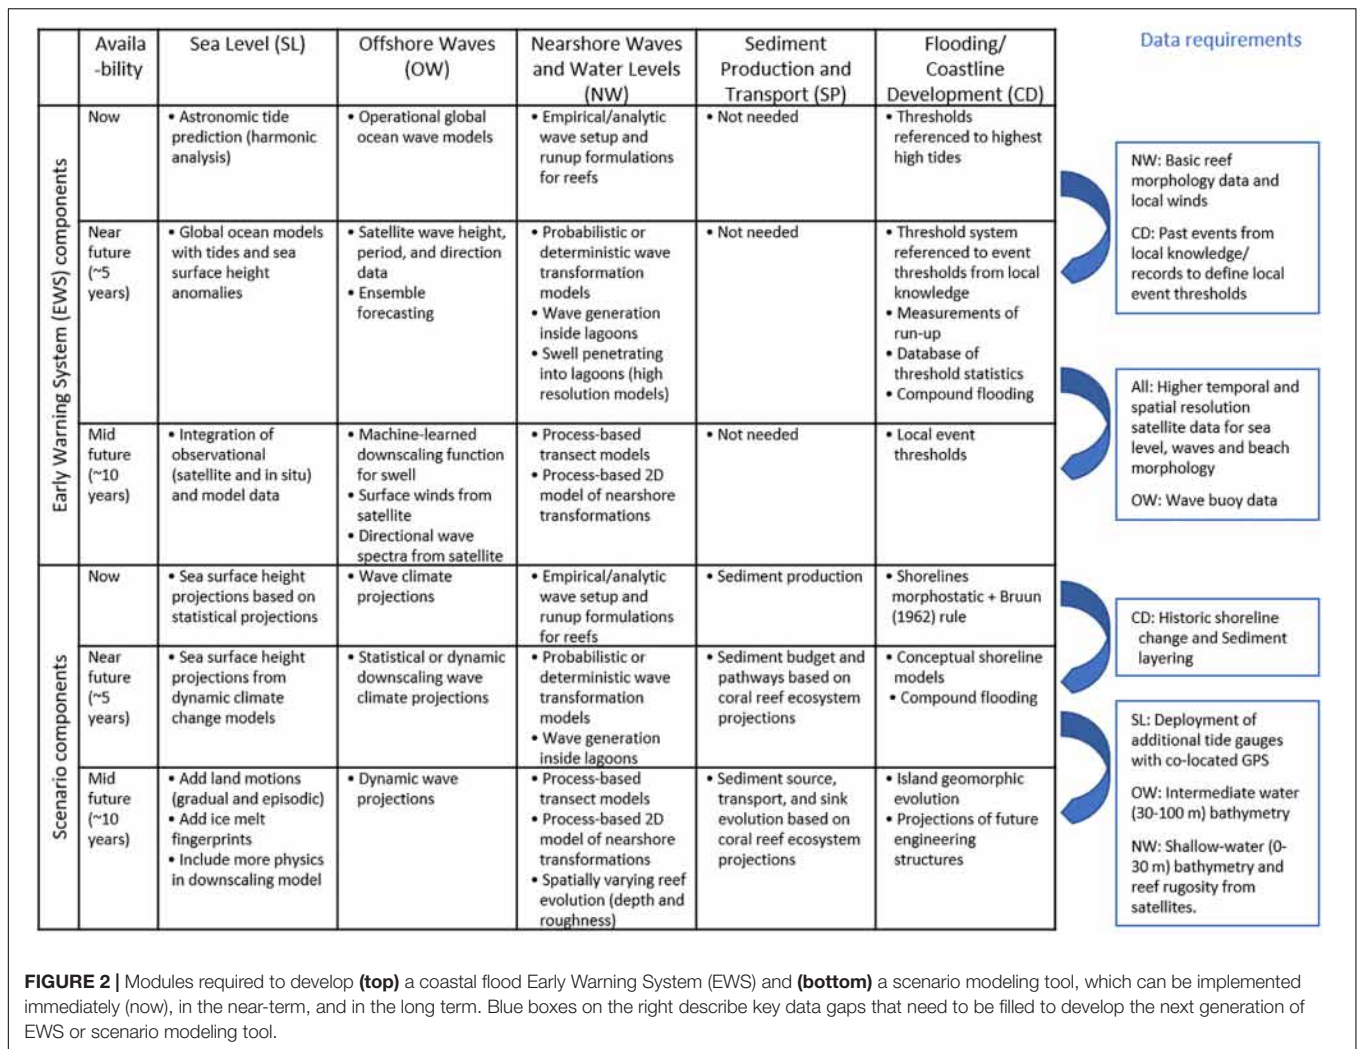 Availa
-bility
Sea Level (SL)
Offshore Waves
(OW)
Nearshore Waves
and Water Levels
(NW)
Sediment
Production and
Transport (SP)
Flooding/
Coastline
Development (CD)
Data requirements
Early Warning System (EWS) components
Now
• Astronomic tide
prediction (harmonic
analysis)
• Operational global
ocean wave models
• Empirical/analytic
wave setup and
runup formulations
for reefs
• Not needed
• Thresholds
referenced to highest
high tides
Near
future
(~5
years)
• Global ocean models
with tides and sea
surface height
anomalies
• Satellite wave height,
period, and direction
data
• Ensemble
forecasting
• Probabilistic or
deterministic wave
transformation
models
• Wave generation
inside lagoons
• Swell penetrating
into lagoons (high
resolution models)
• Not needed
• Threshold system
referenced to event
thresholds from local
knowledge
• Measurements of
run-up
• Database of
threshold statistics
• Compound flooding
Mid
future
(~10
years)
• Integration of
observational
(satellite and in situ)
and model data
• Machine-learned
downscaling function
for swell
• Surface winds from
satellite
• Directional wave
spectra from satellite
• Process-based
transect models
• Process-based 2D
model of nearshore
transformations
• Not needed
• Local event
thresholds
Scenario components
Now
• Sea surface height
projections based on
statistical projections
• Wave climate
projections
• Empirical/analytic
wave setup and
runup formulations
for reefs
• Sediment production
• Shorelines
morphostatic + Bruun
(1962) rule
Near
future
(~5
years)
• Sea surface height
projections from
dynamic climate
change models
• Statistical or dynamic
downscaling wave
climate projections
• Probabilistic or
deterministic wave
transformation
models
• Wave generation
inside lagoons
• Sediment budget and
pathways based on
coral reef ecosystem
projections
• Conceptual shoreline
models
• Compound flooding
Mid
future
(~10
years)
• Add land motions
(gradual and episodic)
• Add ice melt
fingerprints
• Include more physics
in downscaling model
• Dynamic wave
projections
• Process-based
transect models
• Process-based 2D
model of nearshore
transformations
• Spatially varying reef
evolution (depth and
roughness)
• Sediment source,
transport, and sink
evolution based on
coral reef ecosystem
projections
• Island geomorphic
evolution
• Projections of future
engineering
structures
NW: Basic reef
morphology data and
local winds
CD: Past events from
local knowledge/
records to define local
event thresholds
All: Higher temporal and
spatial resolution
satellite data for sea
level, waves and beach
morphology
OW: Wave buoy data
CD: Historic shoreline
change and Sediment
layering
SL: Deployment of
additional tide gauges
with co-located GPS
OW: Intermediate water
(30-100 m) bathymetry
NW: Shallow-water (0-
30 m) bathymetry and
reef rugosity from
satellites.
FIGURE 2 | Modules required to develop (top) a coastal flood Early Warning System (EWS) and (bottom) a scenario modeling tool, which can be implemented
immediately (now), in the near-term, and in the long term. Blue boxes on the right describe key data gaps that need to be filled to develop the next generation of
EWS or scenario modeling tool.